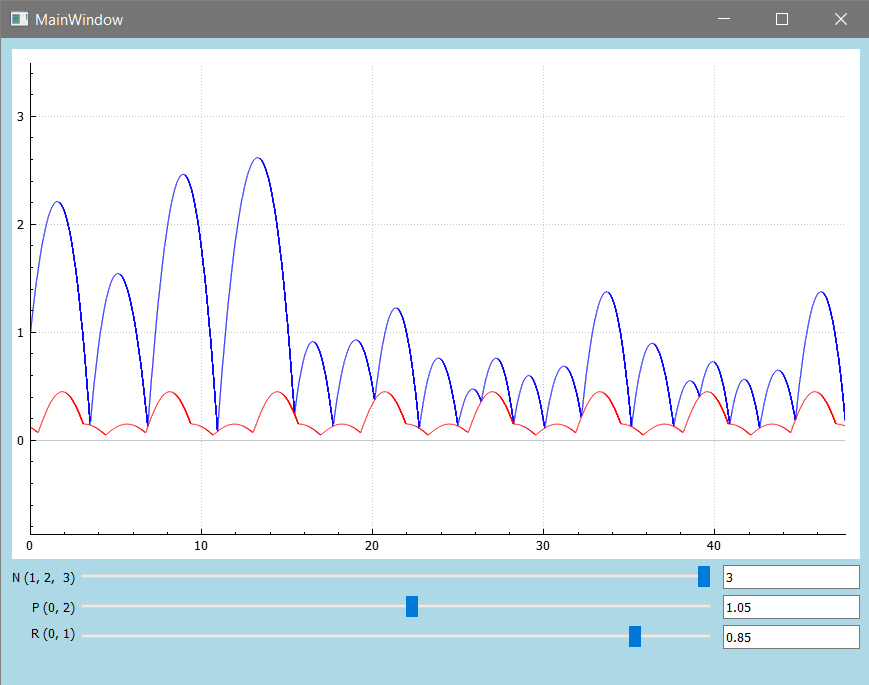 MainWindow
3
2
1
0
0 10 20 30 40
N (1, 2, 3) 3
P (0, 2) 1.05
R (0, 1) 0.85